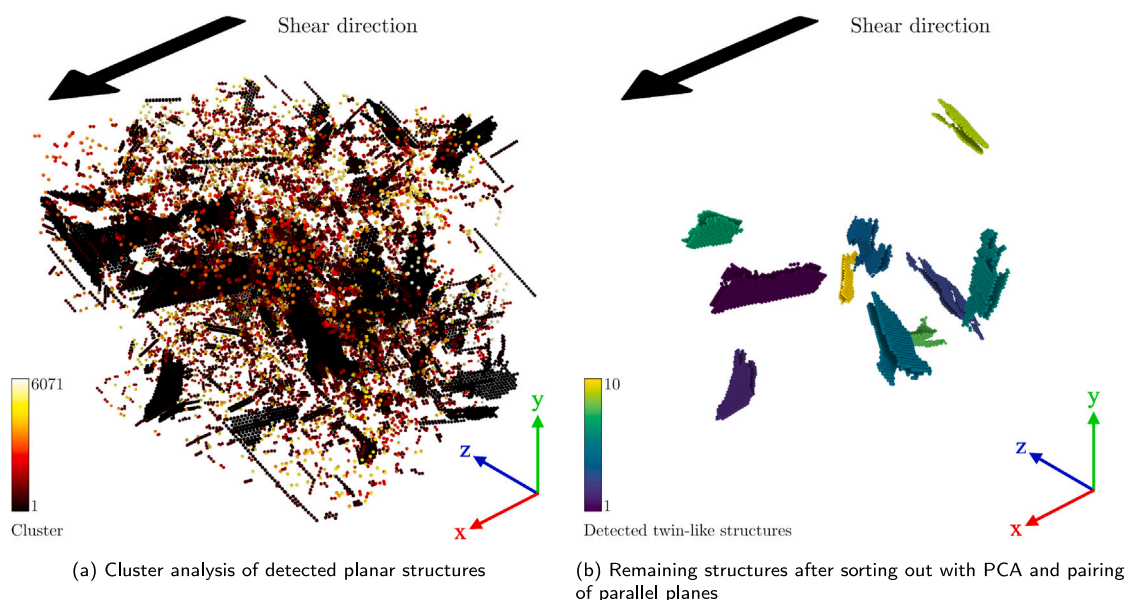 Shear direction
6071
1
Cluster
y
z
x
(a) Cluster analysis of detected planar structures
Shear direction
10
1
Detected twin-like structures
y
z
x
(b) Remaining structures after sorting out with PCA and pairing
of parallel planes